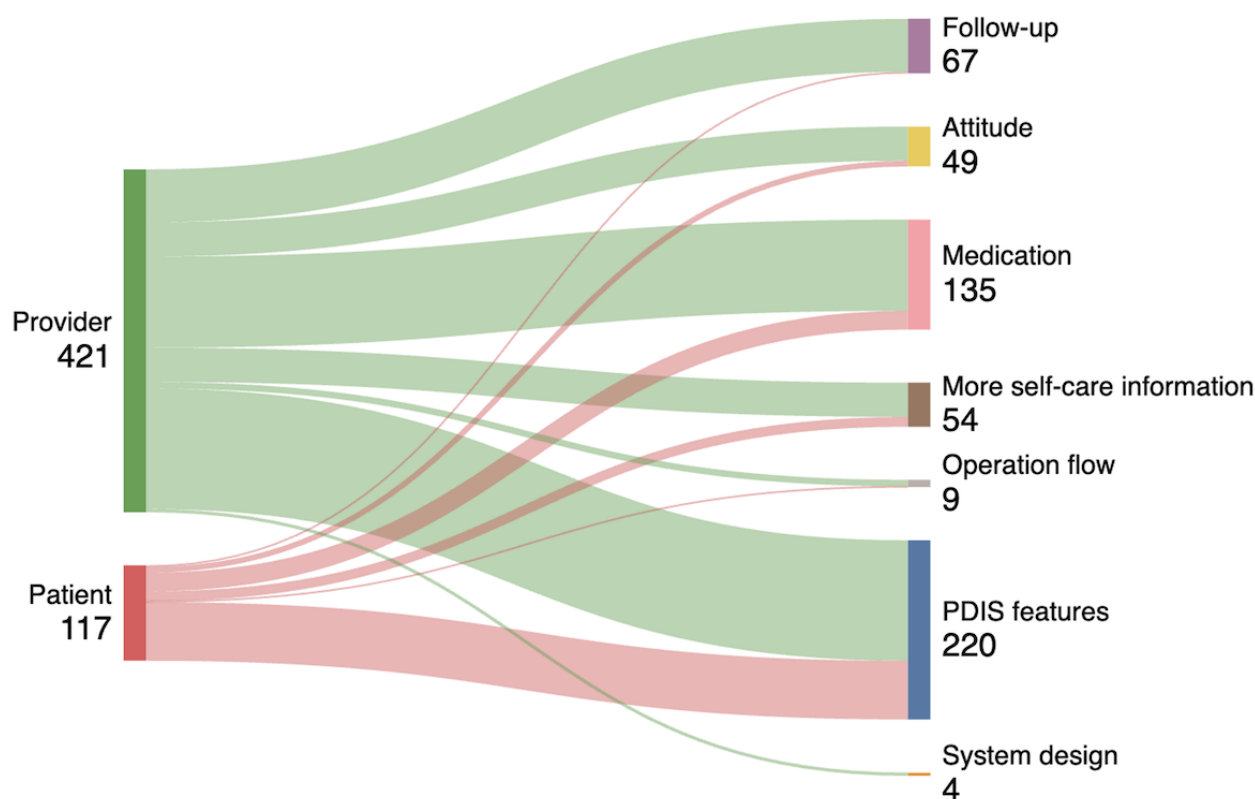 Follow-up
67
Attitude
49
Medication
135
Provider
421
More self-care information
54
Operation flow
9
Patient
117
PDIS features
220
System design
4